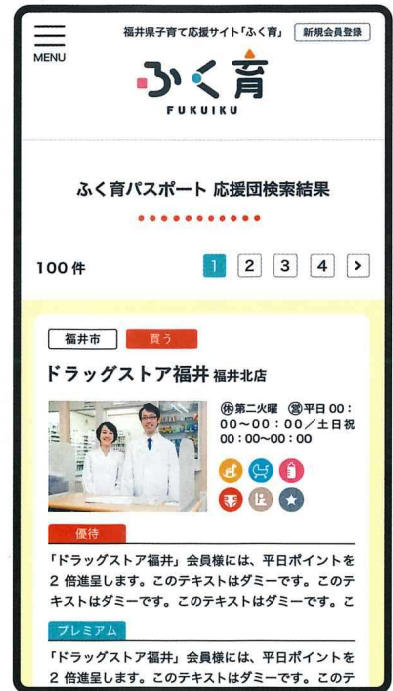 福井県子育て応援サイト「ふく育」 新規会員登録
MENU
ふく育
FUKUIKU
ふく育パスポート 応援団検索結果
100件 1 2 3 4 >
福井市 買う
ドラッグストア福井 福井北店
㊡第二火曜 ㊂平日 00：
00〜00：00／土日祝
00：00〜00：00
優待
「ドラッグストア福井」会員様には、平日ポイントを
2 倍進呈します。このテキストはダミーです。このテ
キストはダミーです。このテキストはダミーです。こ
プレミアム
「ドラッグストア福井」会員様には、平日ポイントを
2 倍進呈します。このテキストはダミーです。このテ